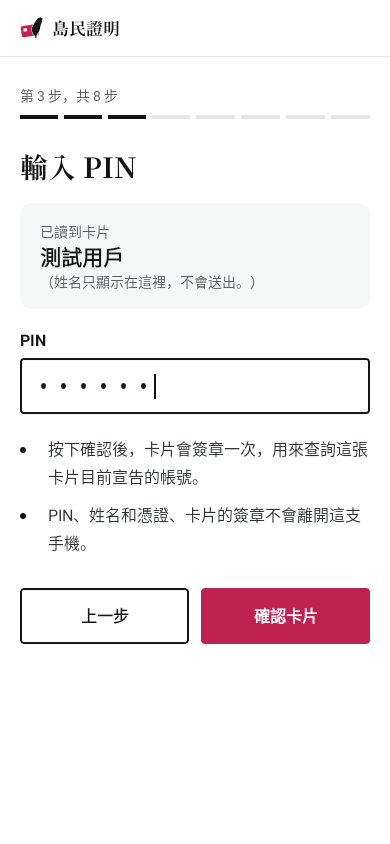 島民證明
第 3 步，共 8 步
輸入 PIN
已讀到卡片
測試用戶
（姓名只顯示在這裡，不會送出。）
PIN
••••••
• 按下確認後，卡片會簽章一次，用來查詢這張
卡片目前宣告的帳號。
• PIN、姓名和憑證、卡片的簽章不會離開這支
手機。
上一步
確認卡片